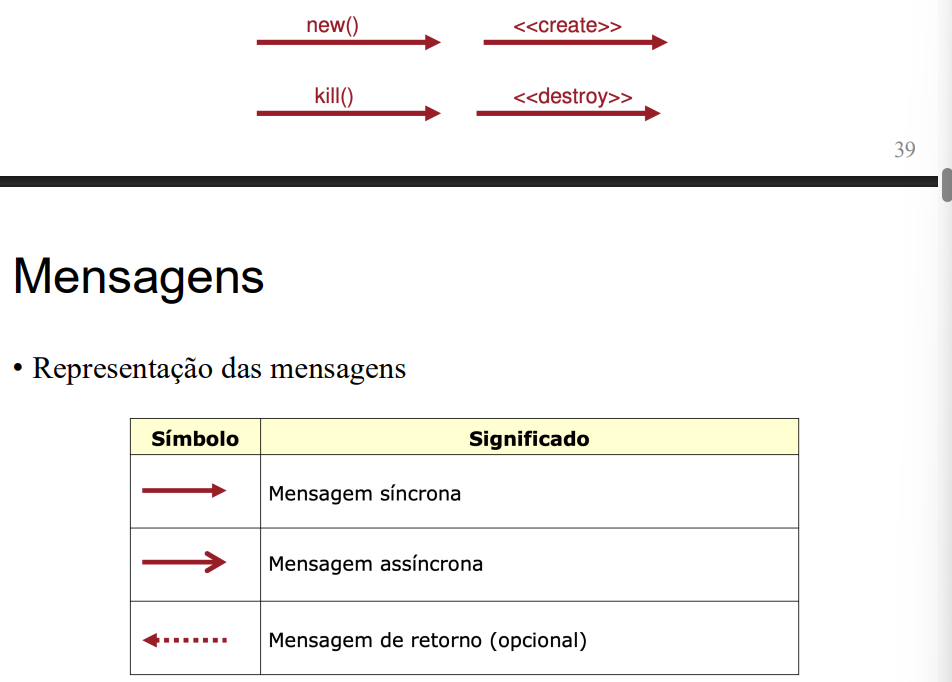 new() <<create>>
kill() <<destroy>>
39
Mensagens
• Representação das mensagens
Símbolo Significado
Mensagem síncrona
Mensagem assíncrona
Mensagem de retorno (opcional)